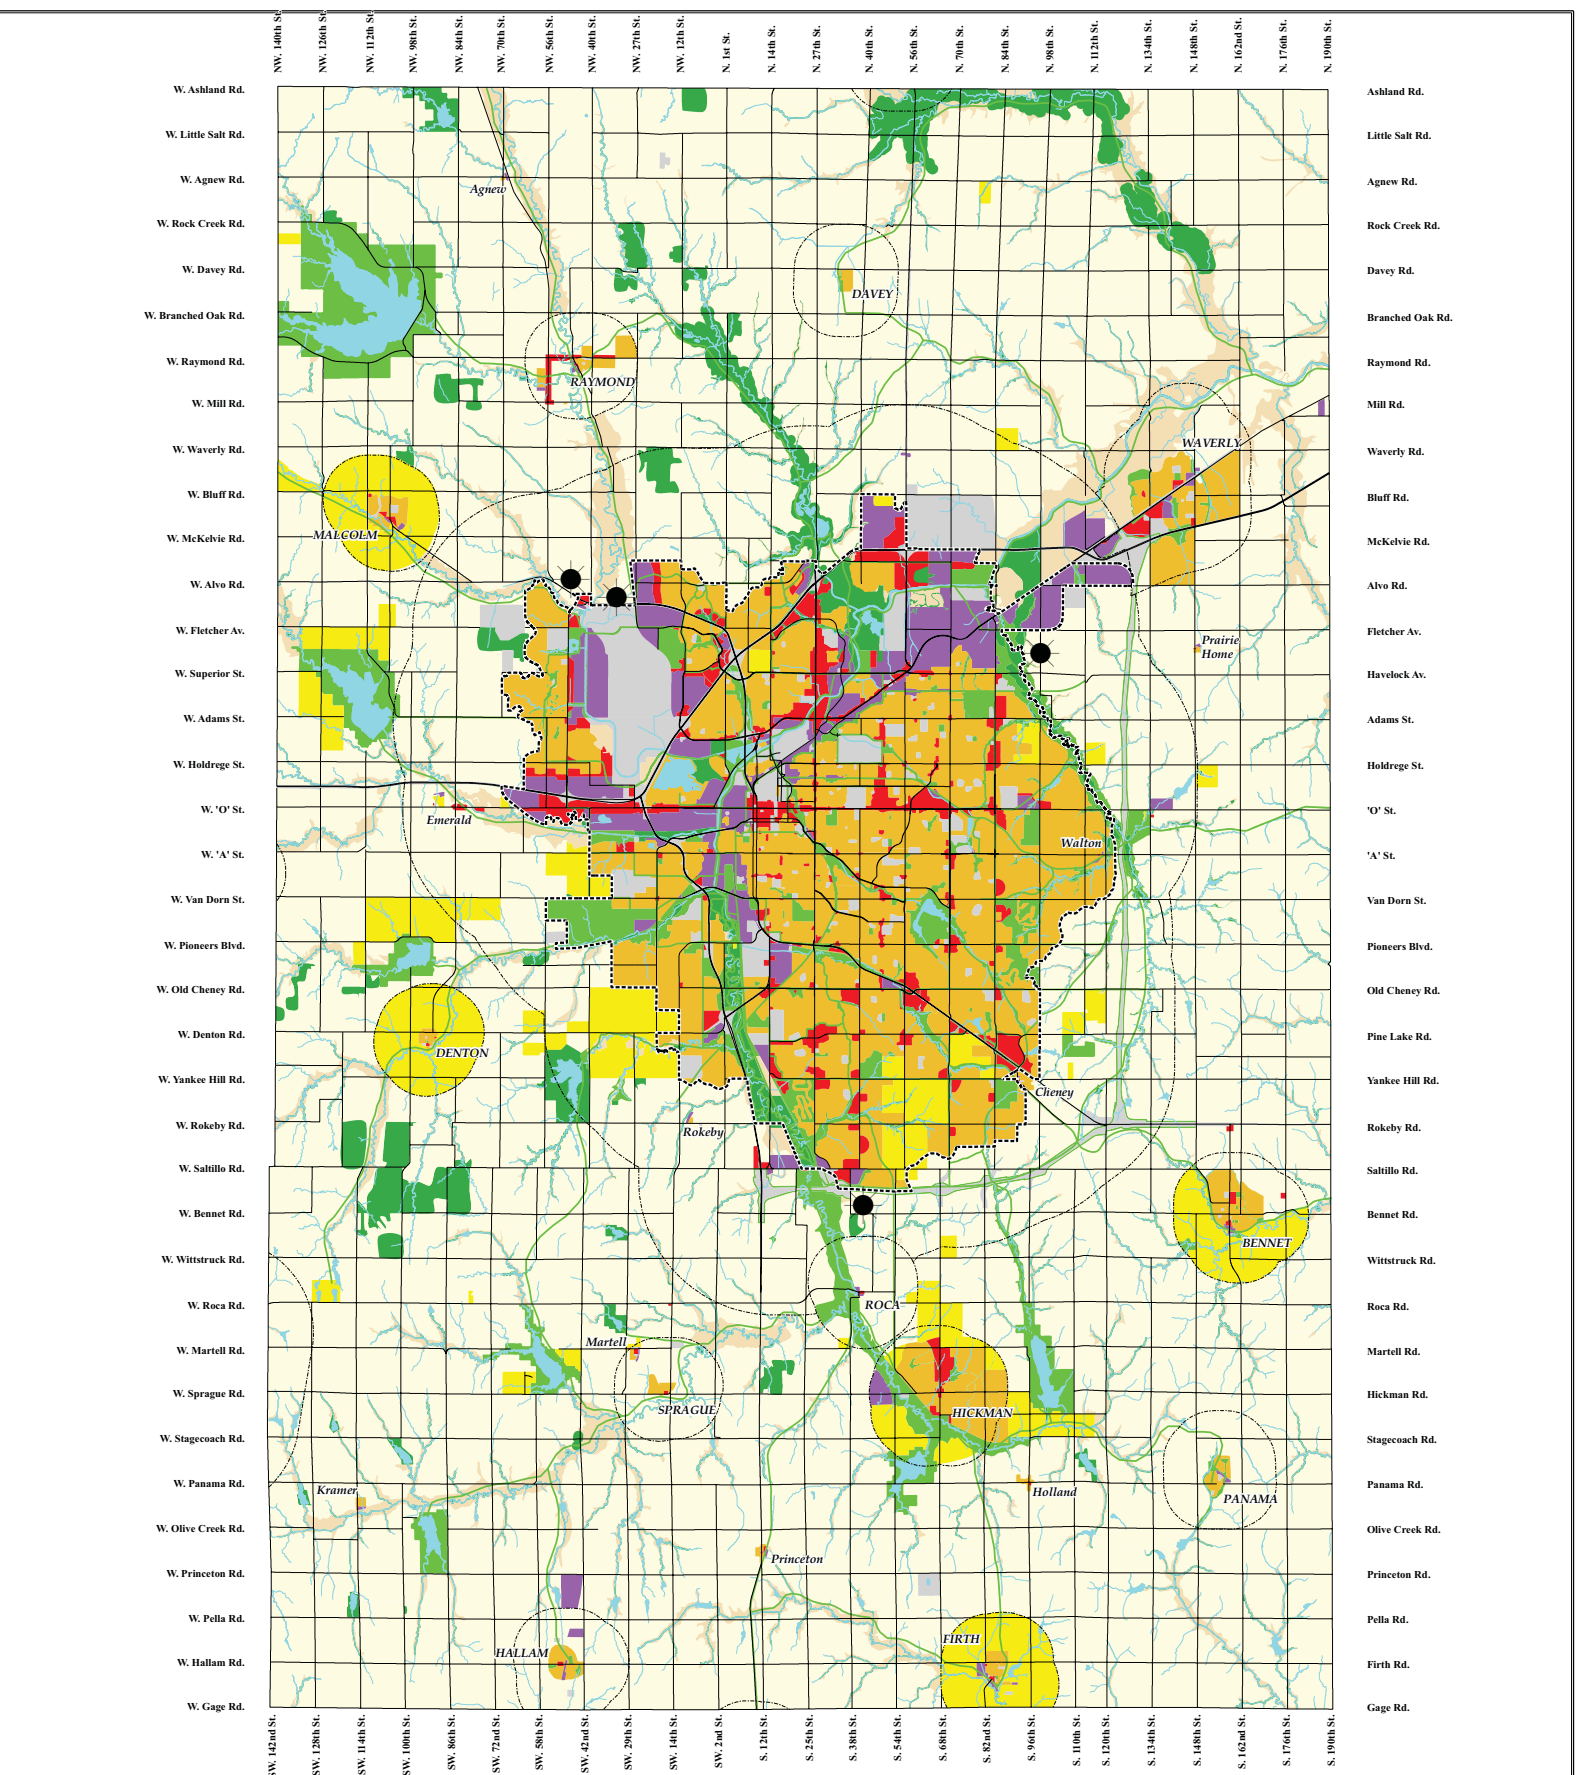 NW. 140th St.
NW. 126th St.
NW. 112th St.
NW. 98th St.
NW. 84th St.
NW. 70th St.
NW. 56th St.
NW. 40th St.
NW. 27th St.
NW. 12th St.
N. 1st St.
N. 14th St.
N. 27th St.
N. 40th St.
N. 56th St.
N. 70th St.
N. 84th St.
N. 98th St.
N. 112th St.
N. 134th St.
N. 148th St.
N. 162nd St.
N. 176th St.
N. 190th St.
W. Ashland Rd.
W. Little Salt Rd.
W. Agnew Rd.
W. Rock Creek Rd.
W. Davey Rd.
W. Branched Oak Rd.
W. Raymond Rd.
W. Mill Rd.
W. Waverly Rd.
W. Bluff Rd.
W. McKelvie Rd.
W. Alvo Rd.
W. Fletcher Av.
W. Superior St.
W. Adams St.
W. Holdrege St.
W. 'O' St.
W. 'A' St.
W. Van Dorn St.
W. Pioneers Blvd.
W. Old Cheney Rd.
W. Denton Rd.
W. Yankee Hill Rd.
W. Rokeby Rd.
W. Saltillo Rd.
W. Bennet Rd.
W. Wittstruck Rd.
W. Roca Rd.
W. Martell Rd.
W. Sprague Rd.
W. Stagecoach Rd.
W. Panama Rd.
W. Olive Creek Rd.
W. Princeton Rd.
W. Pella Rd.
W. Hallam Rd.
W. Gage Rd.
Agnew
DAVEY
RAYMOND
WAVERLY
MALCOLM
Prairie
Home
Emerald
Walton
DENTON
Cheney
Rokeby
BENNET
ROCA
Martell
SPRAGUE
HICKMAN
Kramer
Holland
PANAMA
Princeton
HALLAM
FIRTH
Ashland Rd.
Little Salt Rd.
Agnew Rd.
Rock Creek Rd.
Davey Rd.
Branched Oak Rd.
Raymond Rd.
Mill Rd.
Waverly Rd.
Bluff Rd.
McKelvie Rd.
Alvo Rd.
Fletcher Av.
Havelock Av.
Adams St.
Holdrege St.
'O' St.
'A' St.
Van Dorn St.
Pioneers Blvd.
Old Cheney Rd.
Pine Lake Rd.
Yankee Hill Rd.
Rokeby Rd.
Saltillo Rd.
Bennet Rd.
Wittstruck Rd.
Roca Rd.
Martell Rd.
Hickman Rd.
Stagecoach Rd.
Panama Rd.
Olive Creek Rd.
Princeton Rd.
Pella Rd.
Firth Rd.
Gage Rd.
SW. 142nd St.
SW. 128th St.
SW. 114th St.
SW. 100th St.
SW. 86th St.
SW. 72nd St.
SW. 58th St.
SW. 42nd St.
SW. 29th St.
SW. 14th St.
SW. 2nd St.
S. 12th St.
S. 25th St.
S. 38th St.
S. 54th St.
S. 68th St.
S. 82nd St.
S. 96th St.
S. 110th St.
S. 120th St.
S. 134th St.
S. 148th St.
S. 162nd St.
S. 176th St.
S. 190th St.